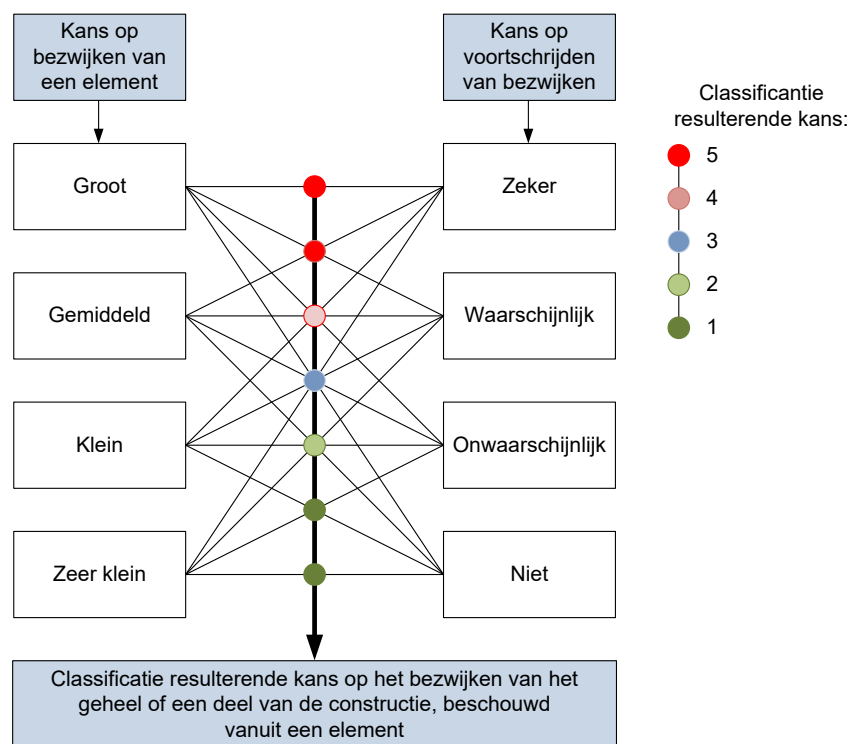 Kans op
bezwijken van
een element
Kans op
voortschrijden
van bezwijken
Classificantie
resulterende kans:
5
4
3
2
1
Groot
Zeker
Gemiddeld
Waarschijnlijk
Klein
Onwaarschijnlijk
Zeer klein
Niet
Classificatie resulterende kans op het bezwijken van het
geheel of een deel van de constructie, beschouwd
vanuit een element